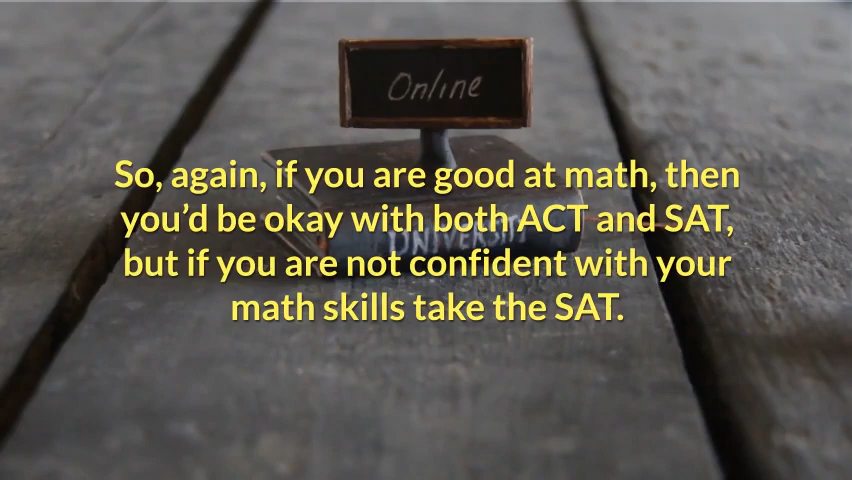 Online
So, again, if you are good at math, then
you’d be okay with both ACT and SAT,
UNIVERSITY
but if you are not confident with your
math skills take the SAT.